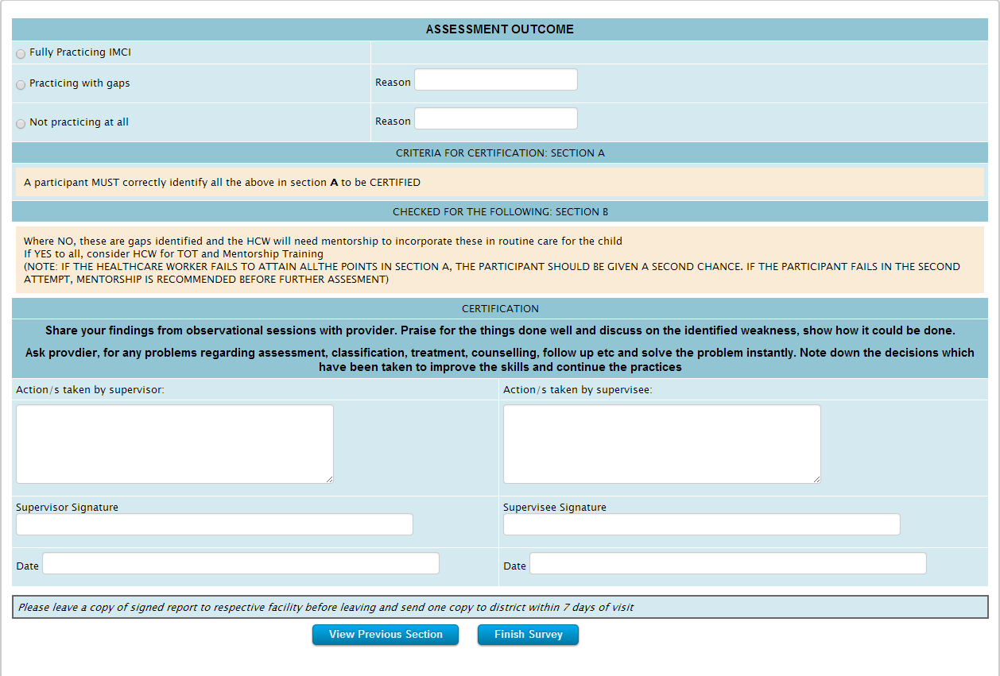 ASSESSMENT OUTCOME
Fully Practicing IMCI
Practicing with gaps
Reason
Not practicing at all
Reason
CRITERIA FOR CERTIFICATION: SECTION A
A participant MUST correctly identify all the above in section A to be CERTIFIED
CHECKED FOR THE FOLLOWING: SECTION B
Where NO, these are gaps identified and the HCW will need mentorship to incorporate these in routine care for the child
If YES to all, consider HCW for TOT and Mentorship Training
(NOTE: IF THE HEALTHCARE WORKER FAILS TO ATTAIN ALLTHE POINTS IN SECTION A, THE PARTICIPANT SHOULD BE GIVEN A SECOND CHANCE. IF THE PARTICIPANT FAILS IN THE SECOND
ATTEMPT, MENTORSHIP IS RECOMMENDED BEFORE FURTHER ASSESMENT)
CERTIFICATION
Share your findings from observational sessions with provider. Praise for the things done well and discuss on the identified weakness, show how it could be done.
Ask provdier, for any problems regarding assessment, classification, treatment, counselling, follow up etc and solve the problem instantly. Note down the decisions which
have been taken to improve the skills and continue the practices
Action/s taken by supervisor:
Action/s taken by supervisee:
Supervisor Signature
Supervisee Signature
Date
Date
Please leave a copy of signed report to respective facility before leaving and send one copy to district within 7 days of visit
View Previous Section
Finish Survey